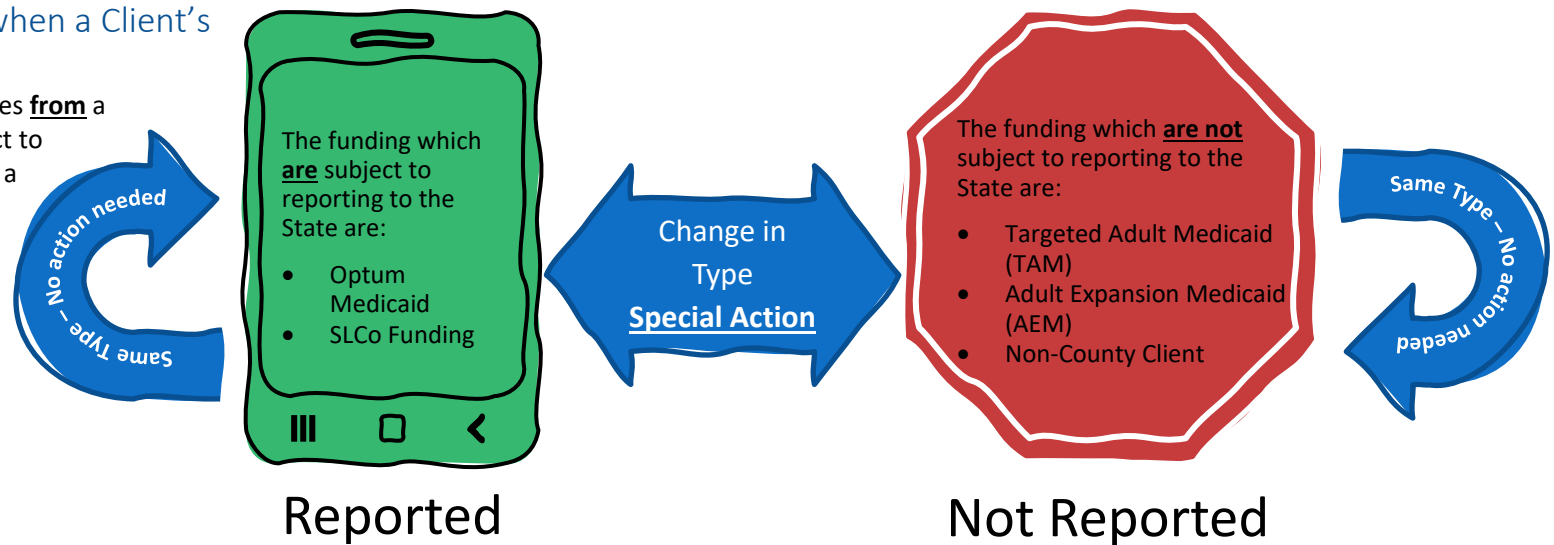 when a Client's
es from a
ct to
a
Same Type – No action needed
The funding which
are subject to
reporting to the
State are:
• Optum
Medicaid
• SLCo Funding
Change in
Type
Special Action
The funding which are not
subject to reporting to the
State are:
• Targeted Adult Medicaid
(TAM)
• Adult Expansion Medicaid
(AEM)
• Non-County Client
Same Type – No action needed
Reported
Not Reported